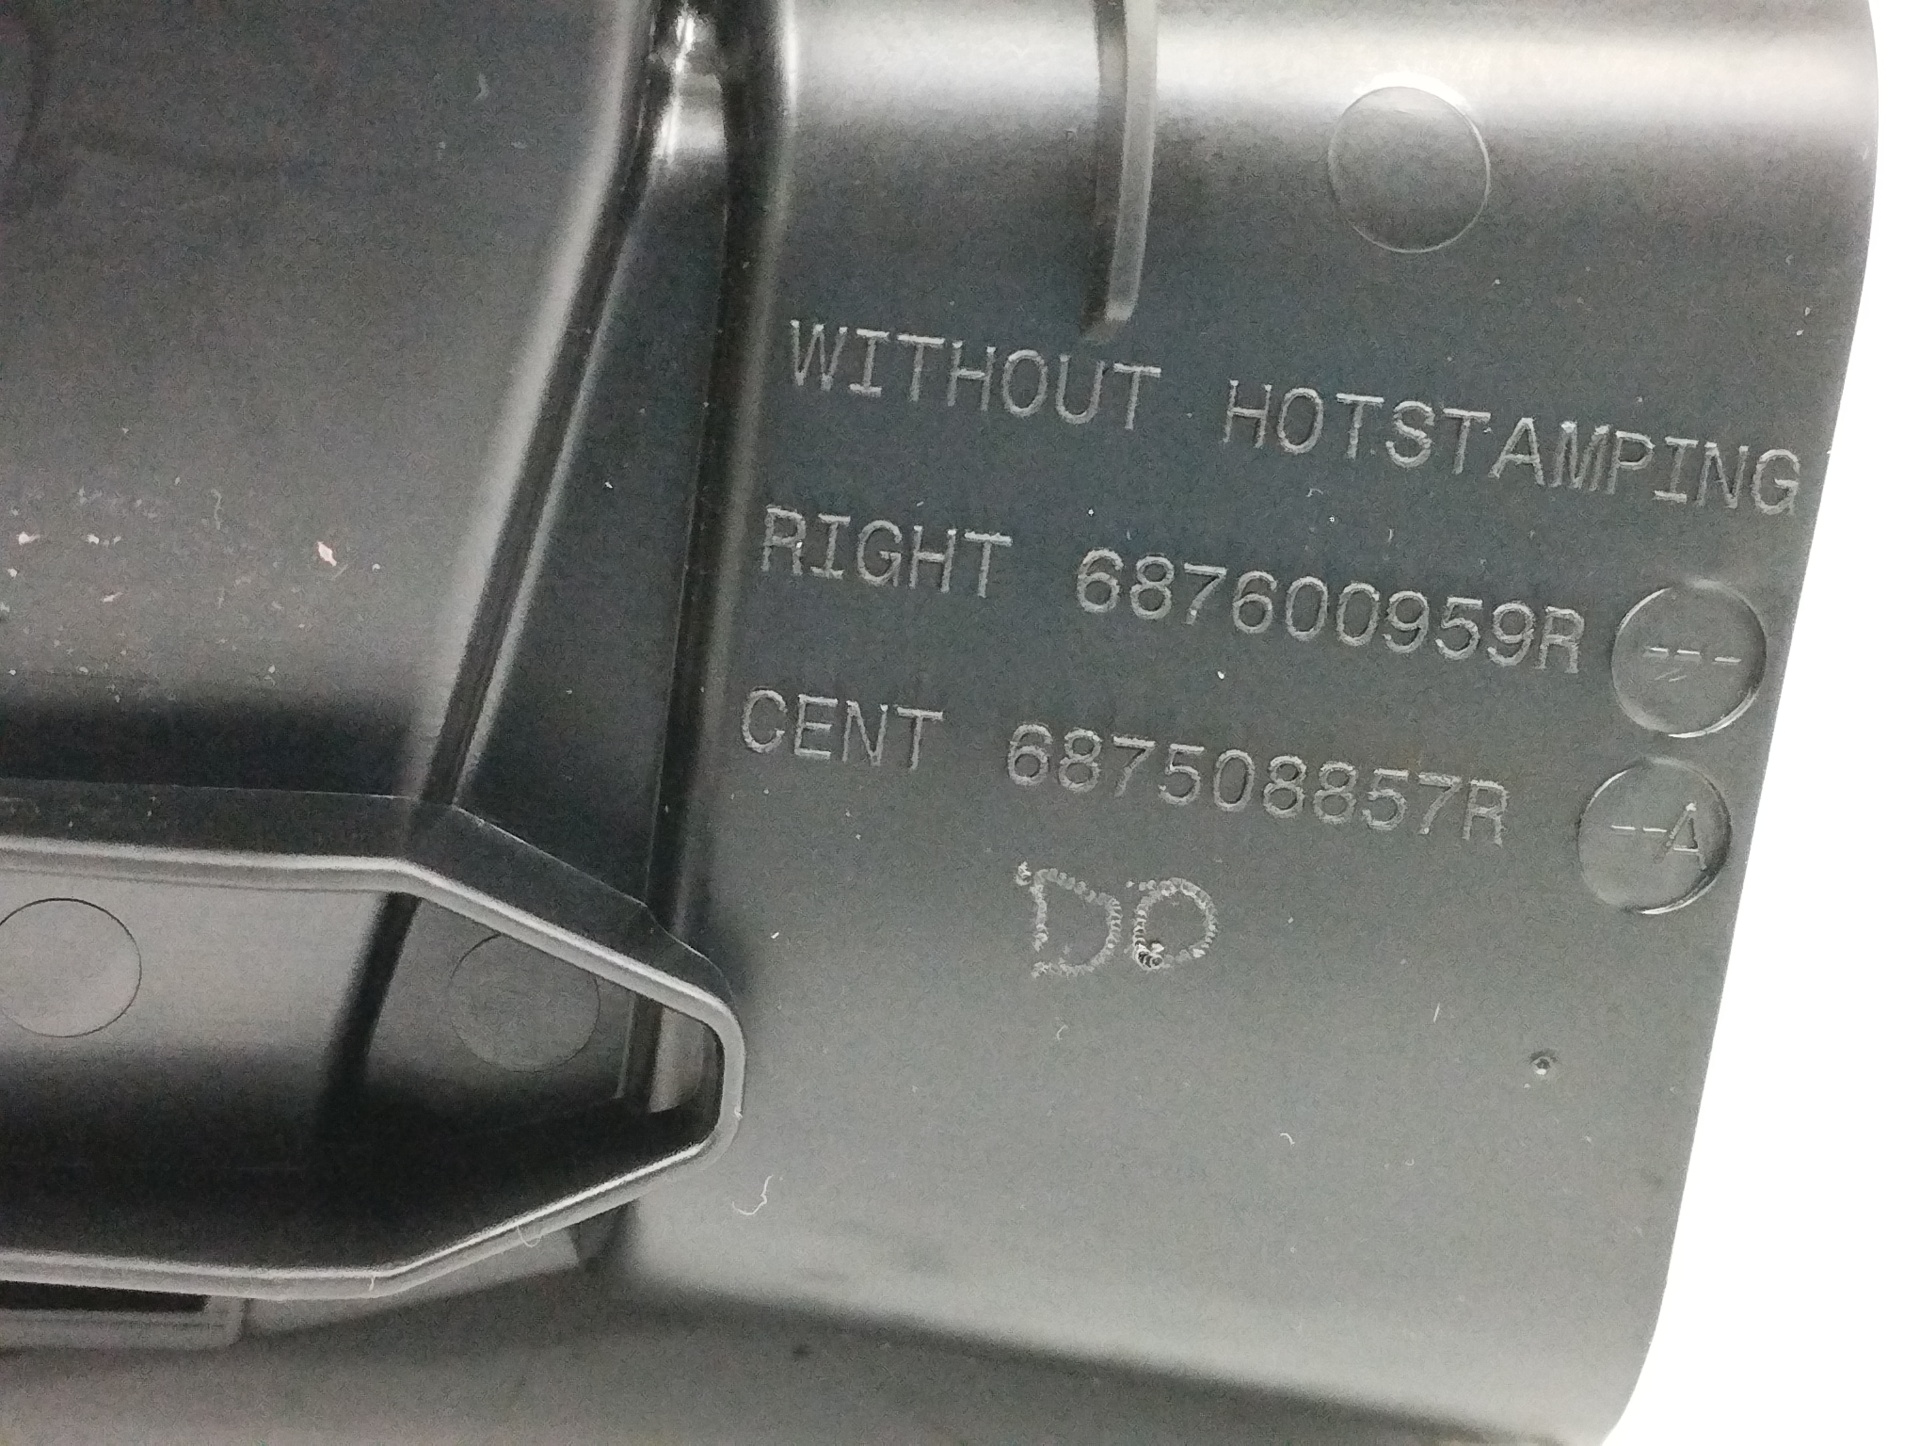 WITHOUT HOTSTAMPING
RIGHT 687600959R ---
CENT 687508857R --A
DO